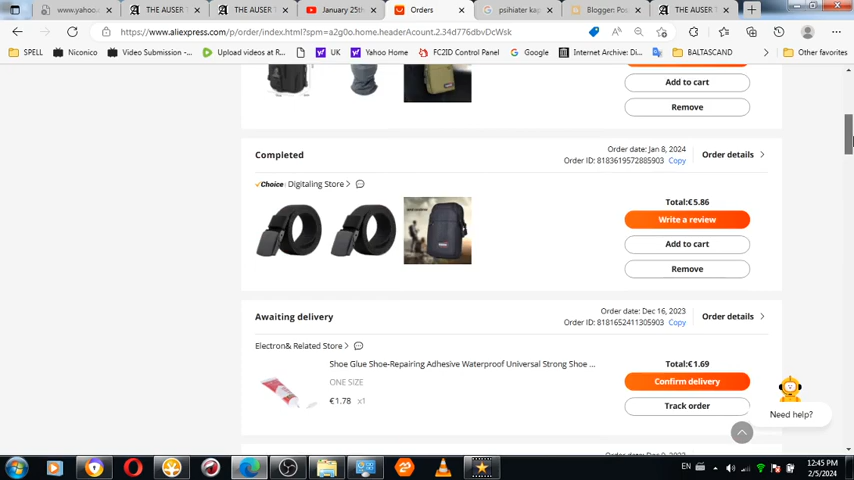 www.yahoo.
THE AUSER T
THE AUSER T
January 25th
Orders
psihiater kap
Blogger: Po
THE AUSER T
https://www.aliexpress.com/p/order/index.html?spm=a2g0o.home.headerAcount.2.34d776dbvDcWsk
SPELL
Niconico
Video Submission -...
Upload videos at R...
UK
Yahoo Home
FC2ID Control Panel
Google
Internet Archive: Di...
BALTASCAND
Other favorites
Add to cart
Remove
Completed
Order date: Jan 8, 2024
Order ID: 8183619572885903 Copy
Order details
Choice Digitaling Store
Total:€5.86
Write a review
Add to cart
Remove
Awaiting delivery
Order date: Dec 16, 2023
Order ID: 8181652411305903 Copy
Order details
Electron& Related Store
Shoe Glue Shoe-Repairing Adhesive Waterproof Universal Strong Shoe ...
ONE SIZE
€1.78 x1
Total:€1.69
Confirm delivery
Track order
Need help?
EN
12:45 PM
2/5/2024